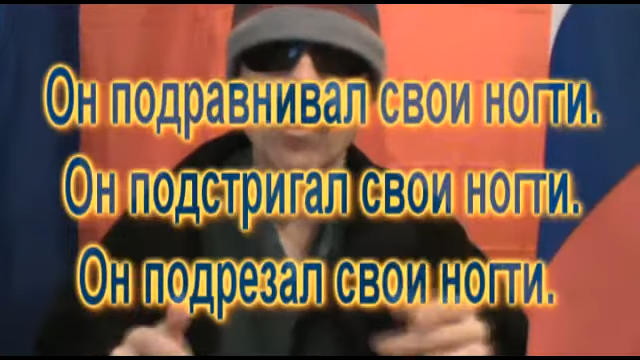 Он подравнивал свои ногти.
Он подстригал свои ногти.
Он подрезал свои ногти.